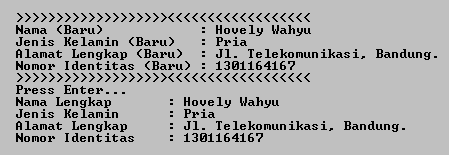 >>>>>>>>>>>>>>>>>>>><<<<<<<<<<<<<<<<<<
Nama (Baru)            : Hovely Wahyu
Jenis Kelamin (Baru)   : Pria
Alamat Lengkap (Baru)  : Jl. Telekomunikasi, Bandung.
Nomor Identitas (Baru) : 1301164167
>>>>>>>>>>>>>>>>>>>><<<<<<<<<<<<<<<<<<
Press Enter...
Nama Lengkap       : Hovely Wahyu
Jenis Kelamin      : Pria
Alamat Lengkap     : Jl. Telekomunikasi, Bandung.
Nomor Identitas    : 1301164167